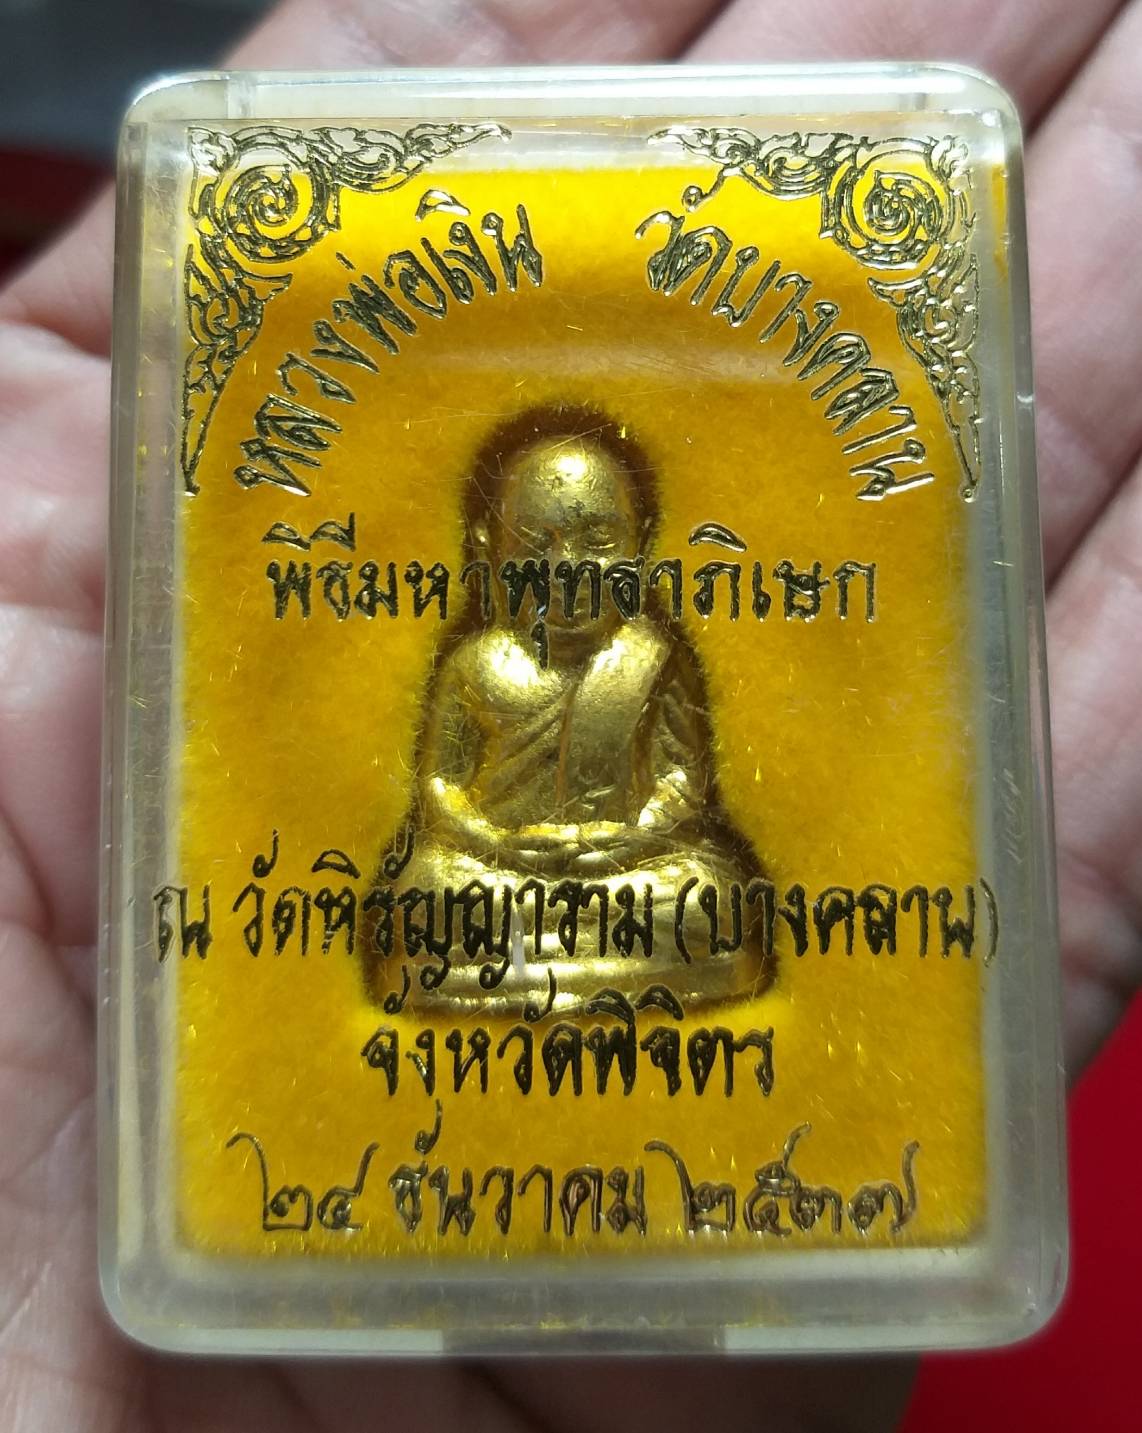 หลวงพ่อเงิน วัดบางคลาน
พิธีมหาพุทธาภิเษก
ณ วัดหิรัญญาราม (บางคลาน)
จังหวัดพิจิตร
๒๔ ธันวาคม ๒๕๓๗